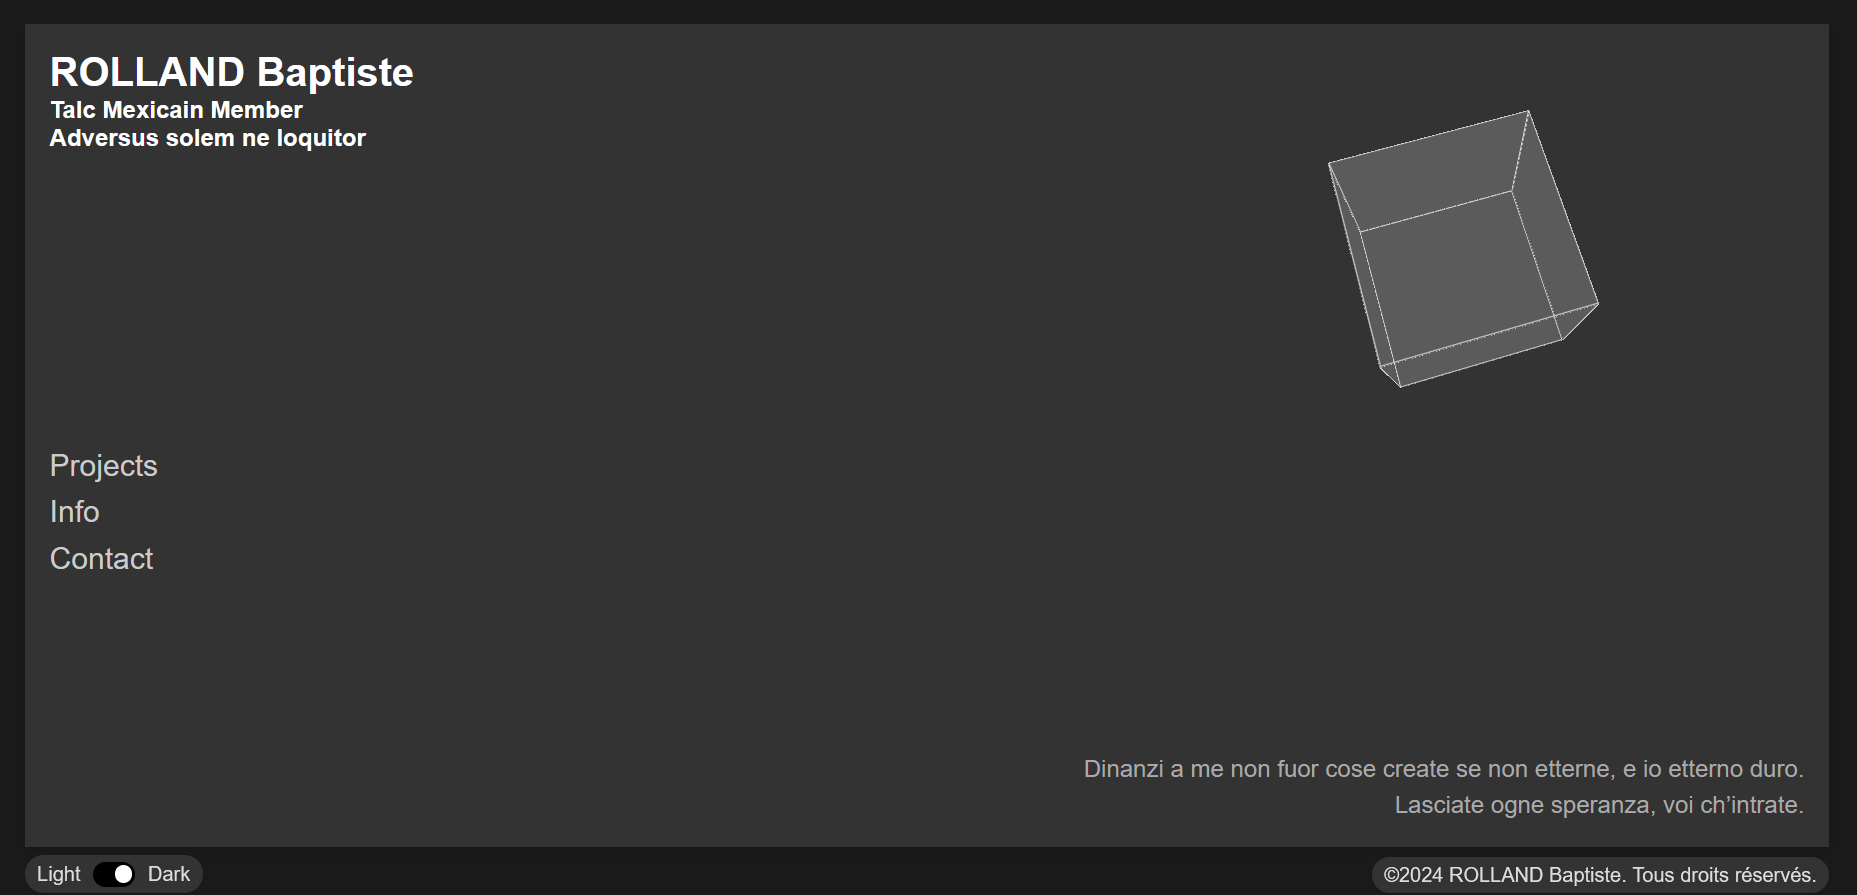 ROLLAND Baptiste
Talc Mexicain Member
Adversus solem ne loquitor
Projects
Info
Contact
Dinanzi a me non fuor cose create se non etterne, e io etterno duro.
Lasciate ogne speranza, voi ch’intrate.
Light Dark
©2024 ROLLAND Baptiste. Tous droits réservés.